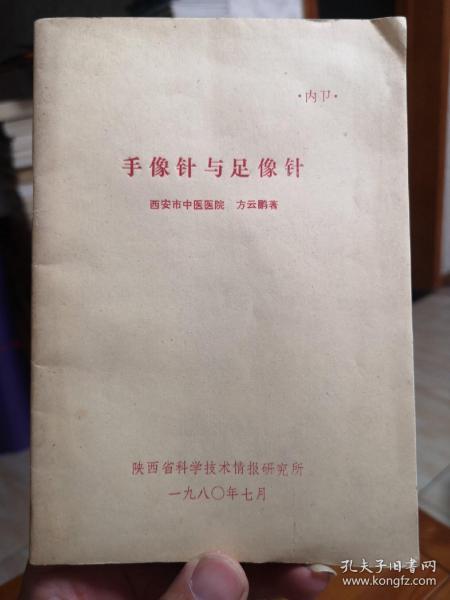 ·内卫·
手像针与足像针
西安市中医医院 方云鹏著
陕西省科学技术情报研究所
一九八〇年七月
孔夫子旧书网
www.kongfz.com